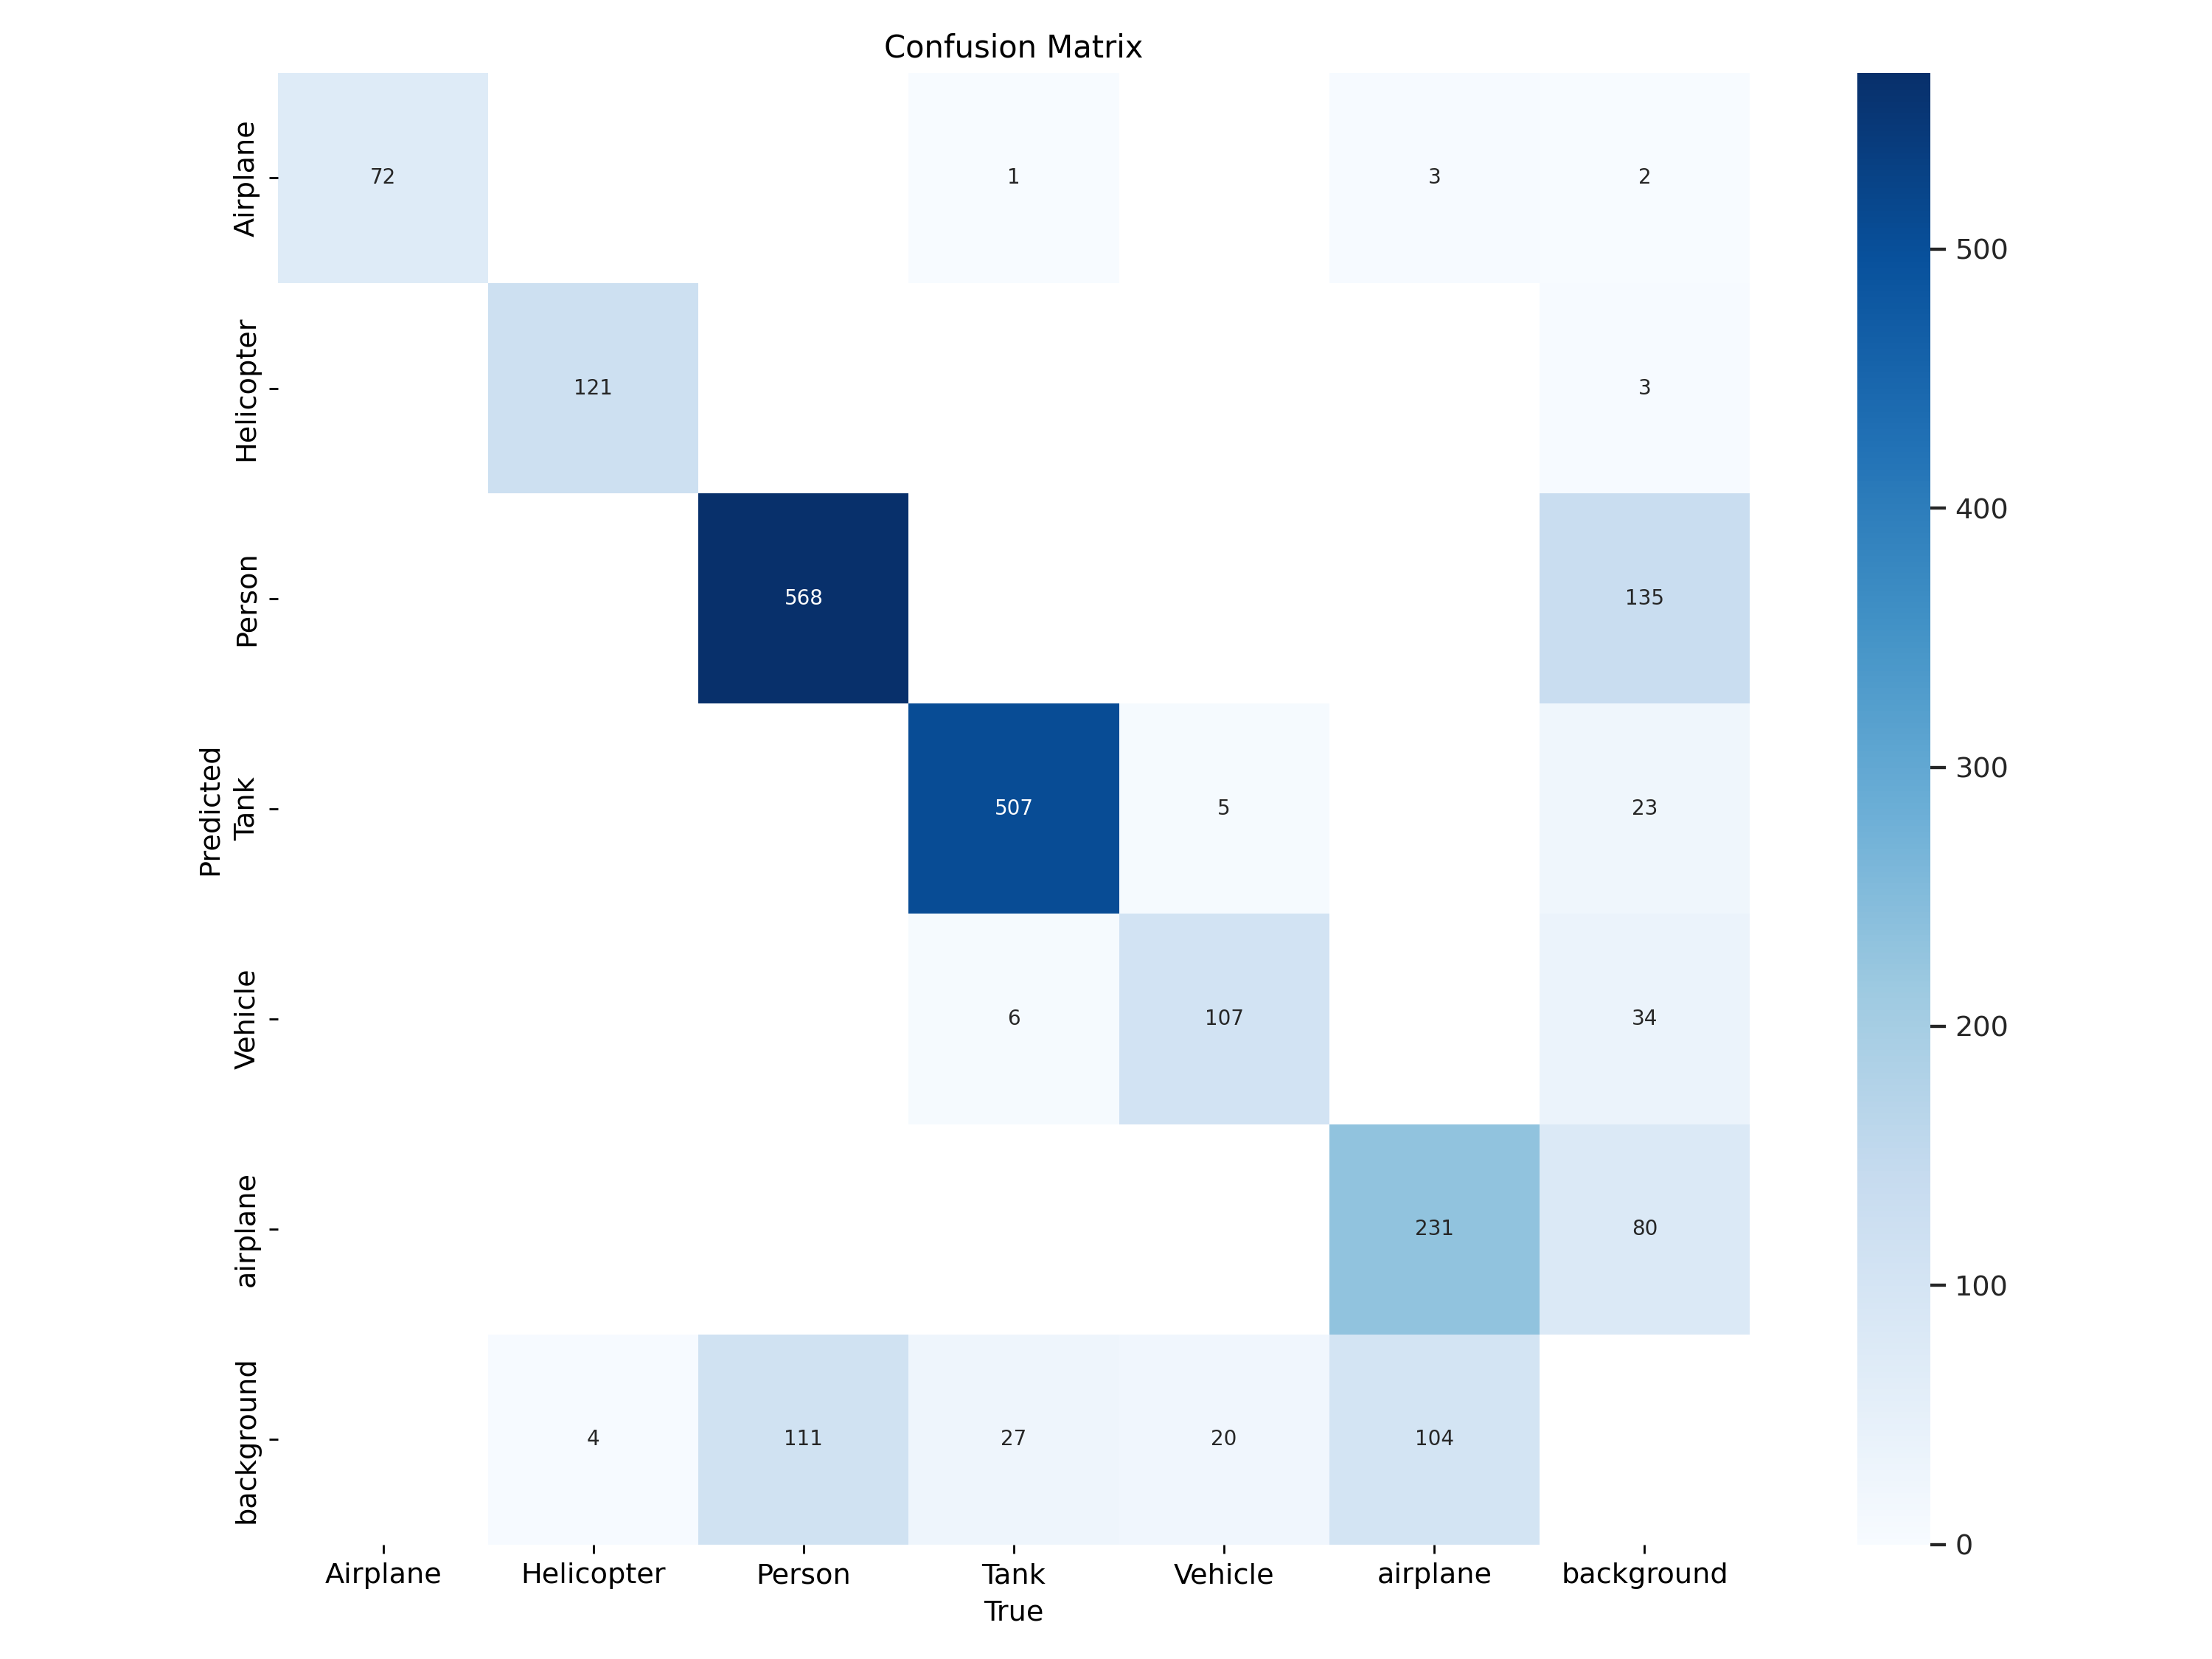 Confusion Matrix
Airplane
72
1
3
2
Helicopter
121
3
Person
568
135
Predicted
Tank
507
5
23
Vehicle
6
107
34
airplane
231
80
background
4
111
27
20
104
Airplane
Helicopter
Person
Tank
Vehicle
airplane
background
True
500
400
300
200
100
0